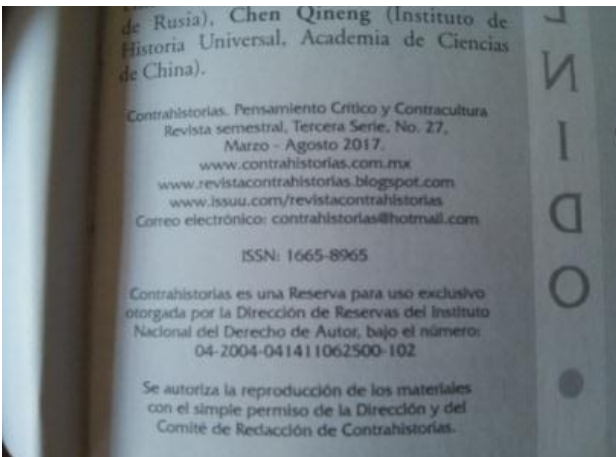 de Rusia), Chen Qineng (Instituto de
Historia Universal, Academia de Ciencias
de China).
Contrahistorias. Pensamiento Crítico y Contracultura
Revista semestral, Tercera Serie, No. 27,
Marzo - Agosto 2017.
www.contrahistorias.com.mx
www.revistacontrahistorias.blogspot.com
www.issuu.com/revistacontrahistorias
Correo electrónico: contrahistorias@hotmail.com
ISSN: 1665-8965
Contrahistorias es una Reserva para uso exclusivo
otorgada por la Dirección de Reservas del Instituto
Nacional del Derecho de Autor, bajo el número:
04-2004-041411062500-102
Se autoriza la reproducción de los materiales
con el simple permiso de la Dirección y del
Comité de Redacción de Contrahistorias.
N
I
D
O